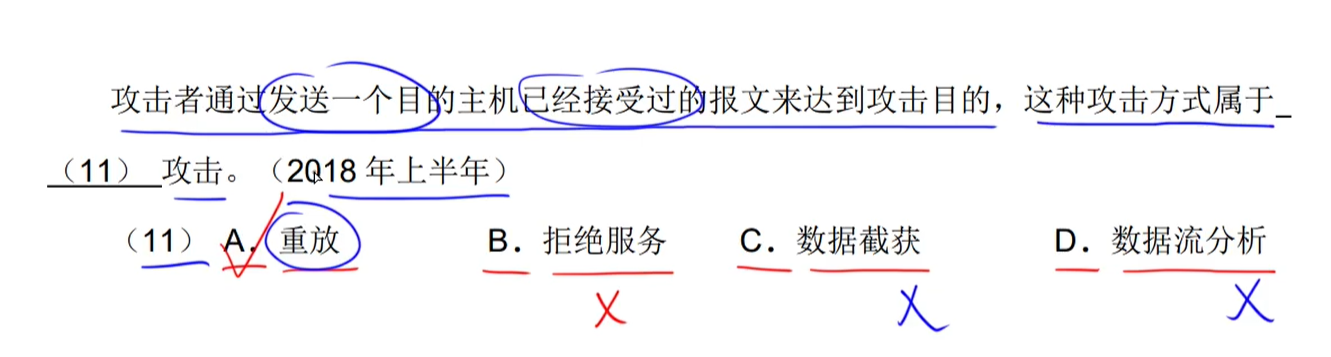 攻击者通过发送一个目的主机已经接受过的报文来达到攻击目的，这种攻击方式属于_
（11） 攻击。（2018 年上半年）
（11） A．重放 B．拒绝服务 C．数据截获 D．数据流分析